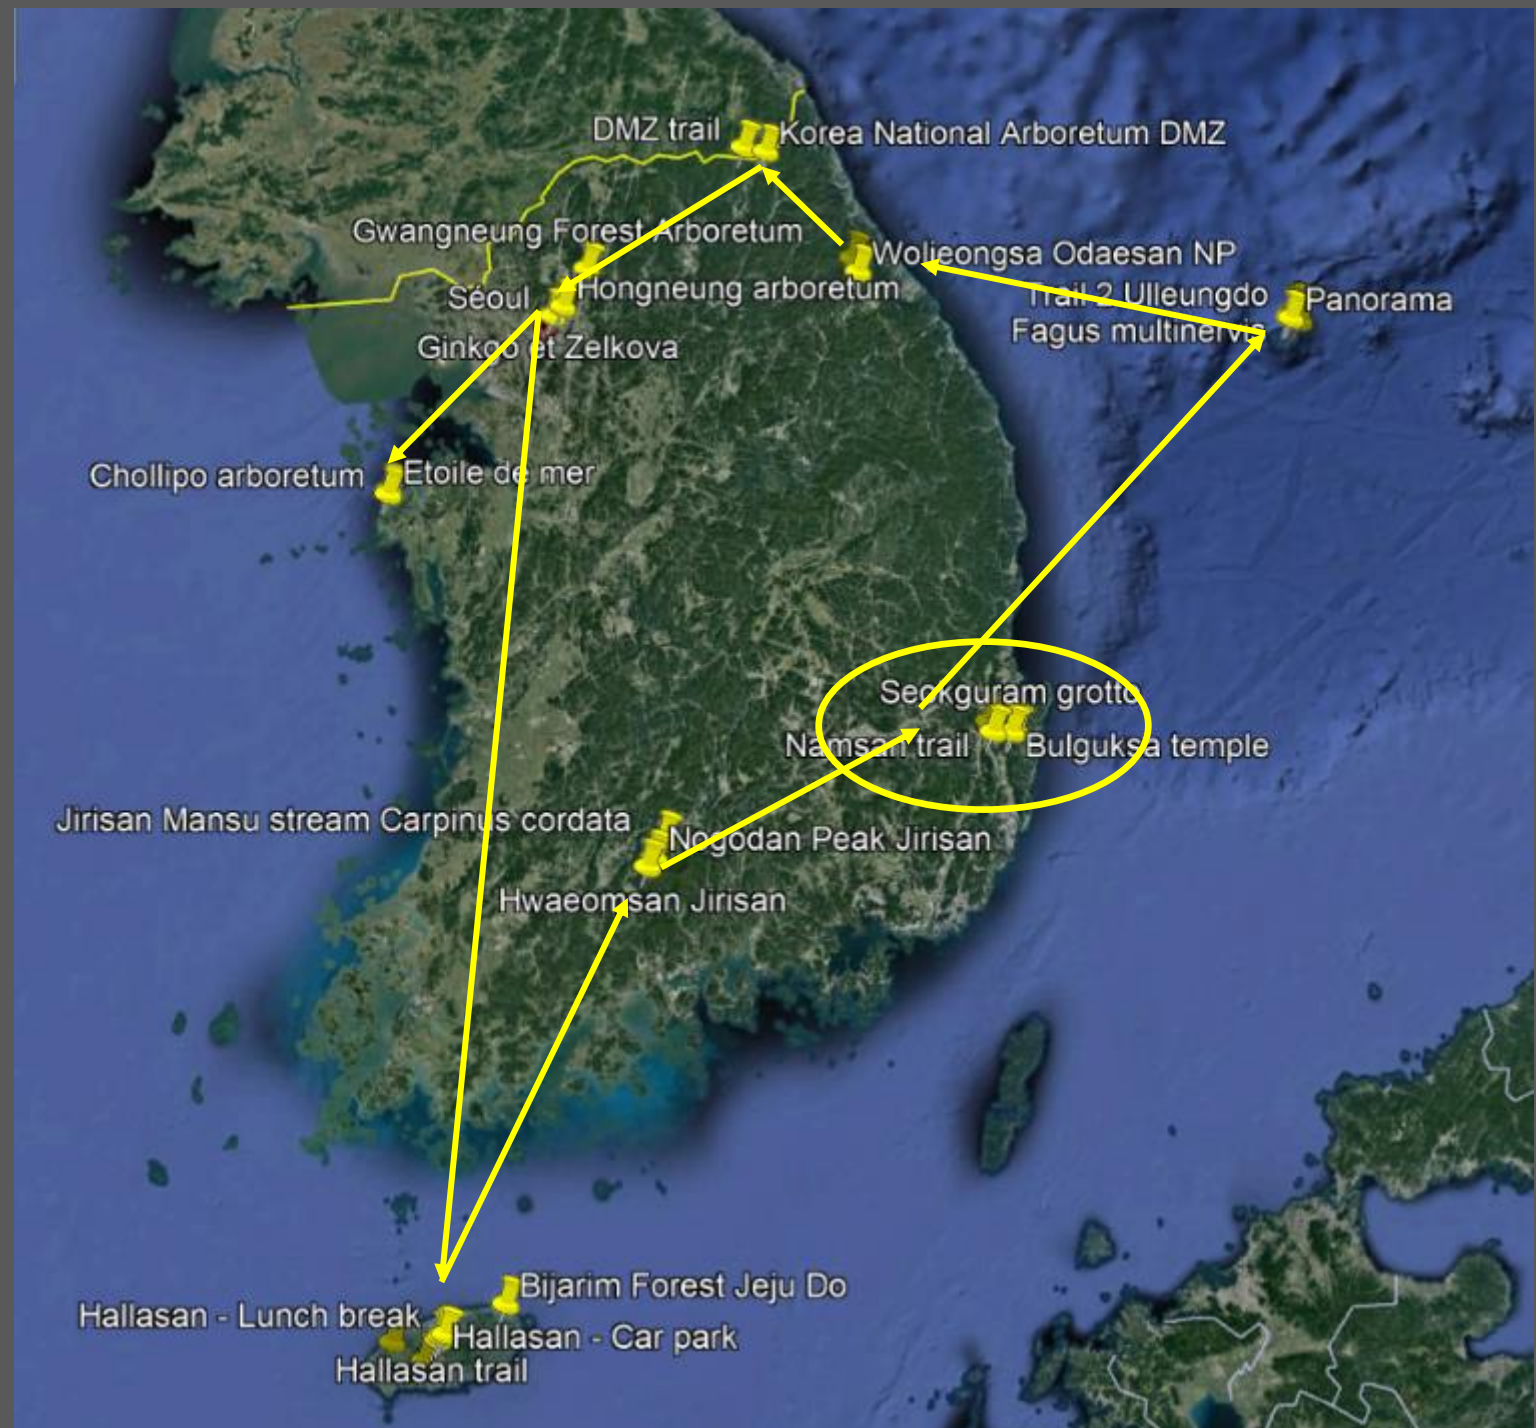 DMZ trail
Korea National Arboretum DMZ
Gwangneung Forest Arboretum
Woljeongsa Odaesan NP
Séoul
Hongneung arboretum
Trail 2 Ulleungdo
Panorama
Fagus multinervis
Ginkgo et Zelkova
Chollipo arboretum
Etoile de mer
Seokguram grotto
Namsan trail
Bulguksa temple
Jirisan Mansu stream Carpinus cordata
Nogodan Peak Jirisan
Hwaeomsan Jirisan
Bijarim Forest Jeju Do
Hallasan - Lunch break
Hallasan - Car park
Hallasan trail